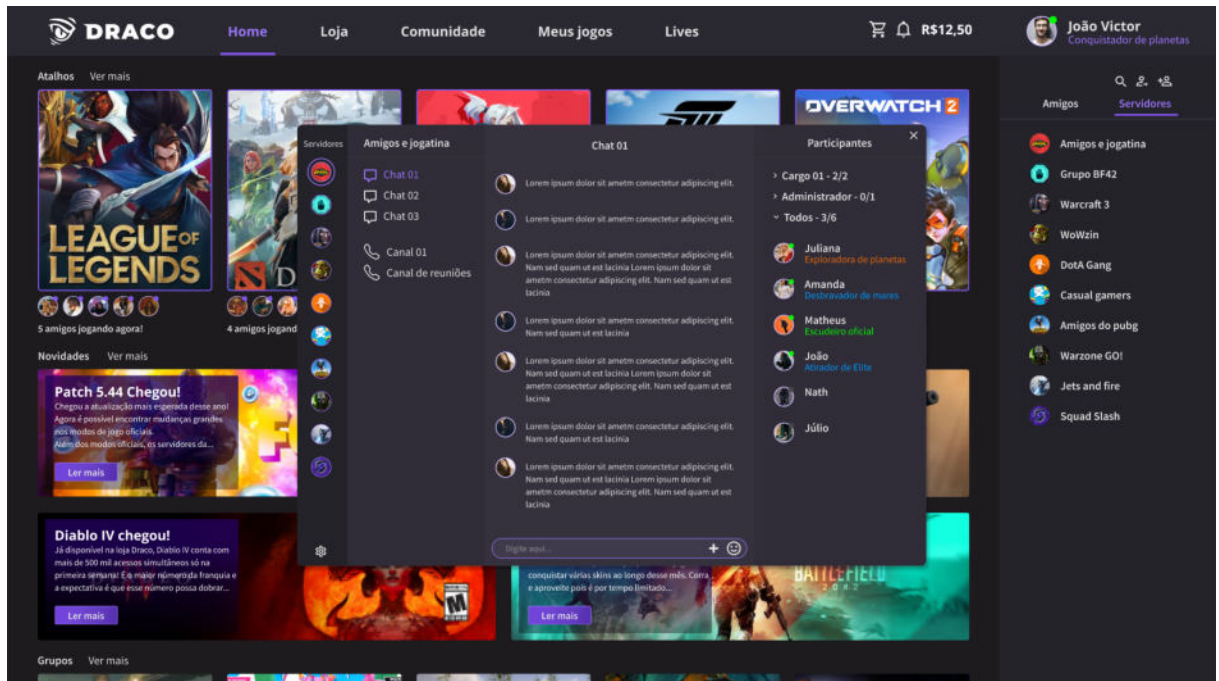 DRACO
Home
Loja
Comunidade
Meus jogos
Lives
R$12,50
João Victor
Conquistador de planetas
Atalhos
Ver mais
LEAGUE OF
LEGENDS
D
OVERWATCH 2
5 amigos jogando agora!
4 amigos jogand
Novidades
Ver mais
Patch 5.44 Chegou!
Chegou a atualização mais esperada desse ano!
Agora é possível encontrar mudanças grandes
nos modos de jogo oficiais.
Além dos modos oficiais, os servidores da...
Ler mais
Diablo IV chegou!
Já disponível na loja Draco, Diablo IV conta com
mais de 500 mil acessos simultâneos só na
primeira semana! É o maior número da franquia e
a expectativa é que esse número possa dobrar...
Ler mais
M
conquistar várias skins ao longo desse mês. Corra
e aproveite pois é por tempo limitado...
Ler mais
BATTLEFIELD
2042
Grupos
Ver mais
Servidores
Amigos e jogatina
Chat 01
Chat 02
Chat 03
Canal 01
Canal de reuniões
Chat 01
Lorem ipsum dolor sit ametm consectetur adipiscing elit.
Lorem ipsum dolor sit ametm consectetur adipiscing elit.
Lorem ipsum dolor sit ametm consectetur adipiscing elit.
Nam sed quam ut est lacinia Lorem ipsum dolor sit
ametm consectetur adipiscing elit. Nam sed quam ut est
lacinia
Lorem ipsum dolor sit ametm consectetur adipiscing elit.
Nam sed quam ut est lacinia
Lorem ipsum dolor sit ametm consectetur adipiscing elit.
Nam sed quam ut est lacinia Lorem ipsum dolor sit
ametm consectetur adipiscing elit. Nam sed quam ut est
lacinia
Lorem ipsum dolor sit ametm consectetur adipiscing elit.
Nam sed quam ut est lacinia
Lorem ipsum dolor sit ametm consectetur adipiscing elit.
Nam sed quam ut est lacinia Lorem ipsum dolor sit
ametm consectetur adipiscing elit. Nam sed quam ut est
lacinia
Digite aqui...
Participantes
Cargo 01 - 2/2
Administrador - 0/1
Todos - 3/6
Juliana
Exploradora de planetas
Amanda
Desbravador de mares
Matheus
Escudeiro oficial
João
Atirador de Elite
Nath
Júlio
Amigos
Servidores
Amigos e jogatina
Grupo BF42
Warcraft 3
WoWzin
DotA Gang
Casual gamers
Amigos do pubg
Warzone GO!
Jets and fire
Squad Slash